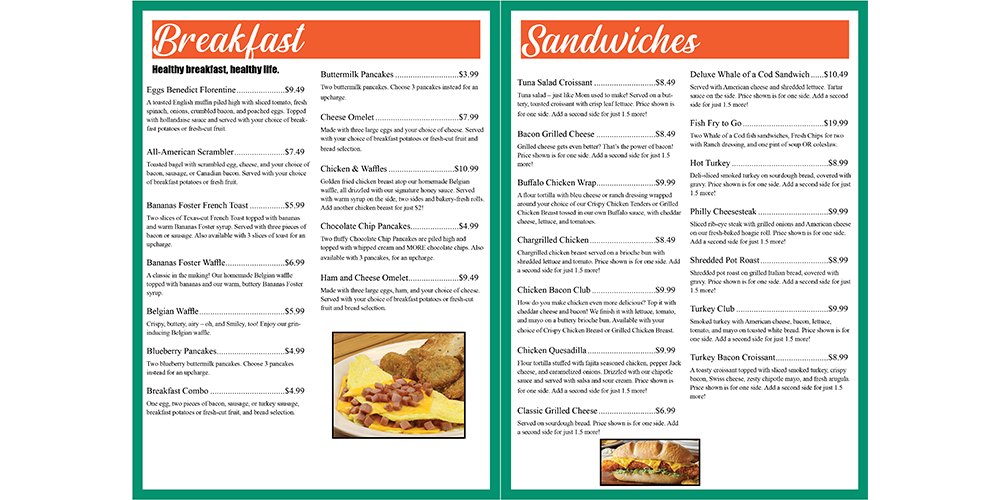 Breakfast
Healthy breakfast, healthy life.
Eggs Benedict Florentine....................$9.49
A toasted English muffin piled high with sliced tomato, fresh
spinach, onions, crumbled bacon, and poached eggs. Topped
with hollandaise sauce and served with your choice of break-
fast potatoes or fresh-cut fruit.
All-American Scrambler....................$7.49
Toasted bagel with scrambled egg, cheese, and your choice of
bacon, sausage, or Canadian bacon. Served with your choice
of breakfast potatoes or fresh fruit.
Bananas Foster French Toast..............$5.99
Two slices of Texas-cut French Toast topped with bananas
and warm Bananas Foster syrup. Served with three pieces of
bacon or sausage. Also available with 3 slices of toast for an
upcharge.
Bananas Foster Waffle.......................$6.99
A classic in the making! Our homemade Belgian waffle
topped with bananas and our warm, buttery Bananas Foster
syrup.
Belgian Waffle...................................$5.99
Crispy, buttery, airy – oh, and Smiley, too! Enjoy our grin-
inducing Belgian waffle.
Blueberry Pancakes...........................$4.99
Two blueberry buttermilk pancakes. Choose 3 pancakes
instead for an upcharge.
Breakfast Combo ..............................$4.99
One egg, two pieces of bacon, sausage, or turkey sausage,
breakfast potatoes or fresh-cut fruit, and bread selection.
Buttermilk Pancakes .........................$3.99
Two buttermilk pancakes. Choose 3 pancakes instead for an
upcharge.
Cheese Omelet..................................$7.99
Made with three large eggs and your choice of cheese. Served
with your choice of breakfast potatoes or fresh-cut fruit and
bread selection.
Chicken & Waffles ...........................$10.99
Golden fried chicken breast atop our homemade Belgian
waffle, all drizzled with our signature honey sauce. Served
with warm syrup on the side, two sides and bakery-fresh rolls.
Add another chicken breast for just $2!
Chocolate Chip Pancakes...................$4.99
Two fluffy Chocolate Chip Pancakes are piled high and
topped with whipped cream and MORE chocolate chips. Also
available with 3 pancakes, for an upcharge.
Ham and Cheese Omelet....................$9.49
Made with three large eggs, ham, and your choice of cheese.
Served with your choice of breakfast potatoes or fresh-cut
fruit and bread selection.
Sandwiches
Tuna Salad Croissant .........................$8.49
Tuna salad – just like Mom used to make! Served on a but-
tery, toasted croissant with crisp leaf lettuce. Price shown is
for one side. Add a second side for just 1.5 more!
Bacon Grilled Cheese ........................$8.49
Grilled cheese gets even better? That's the power of bacon!
Price shown is for one side. Add a second side for just 1.5
more!
Buffalo Chicken Wrap.......................$9.99
A flour tortilla with bleu cheese or ranch dressing wrapped
around your choice of our Crispy Chicken Tenders or Grilled
Chicken Breast tossed in our own Buffalo sauce, with cheddar
cheese, lettuce, and tomatoes.
Chargrilled Chicken..........................$8.49
Chargrilled chicken breast served on a brioche bun with
shredded lettuce and tomato. Price shown is for one side. Add
a second side for just 1.5 more!
Chicken Bacon Club .........................$9.99
How do you make chicken even more delicious? Top it with
cheddar cheese and bacon! We finish it with lettuce, tomato,
and mayo on a buttery brioche bun. Available with your
choice of Crispy Chicken Breast or Grilled Chicken Breast.
Chicken Quesadilla ...........................$9.99
Flour tortilla stuffed with fajita seasoned chicken, pepper Jack
cheese, and caramelized onions. Drizzled with our chipotle
sauce and served with salsa and sour cream. Price shown is
for one side. Add a second side for just 1.5 more!
Classic Grilled Cheese ......................$6.99
Served on sourdough bread. Price shown is for one side. Add
a second side for just 1.5 more!
Deluxe Whale of a Cod Sandwich ......$10.49
Served with American cheese and shredded lettuce. Tartar
sauce on the side. Price shown is for one side. Add a second
side for just 1.5 more!
Fish Fry to Go .................................$19.99
Two Whale of a Cod fish sandwiches, Fresh Chips for two
with Ranch dressing, and one pint of soup OR coleslaw.
Hot Turkey ......................................$8.99
Deli-sliced smoked turkey on sourdough bread, covered with
gravy. Price shown is for one side. Add a second side for just
1.5 more!
Philly Cheesesteak ............................$9.99
Sliced rib-eye steak with grilled onions and American cheese
on our fresh-baked hoagie roll. Price shown is for one side.
Add a second side for just 1.5 more!
Shredded Pot Roast...........................$8.99
Shredded pot roast on grilled Italian bread, covered with
gravy. Price shown is for one side. Add a second side for just
1.5 more!
Turkey Club .....................................$9.99
Smoked turkey with American cheese, bacon, lettuce,
tomato, and mayo on toasted white bread. Price shown is for
one side. Add a second side for just 1.5 more!
Turkey Bacon Croissant.....................$8.99
A toasty croissant topped with sliced smoked turkey, crispy
bacon, Swiss cheese, zesty chipotle mayo, and fresh arugula.
Price shown is for one side. Add a second side for just 1.5
more!